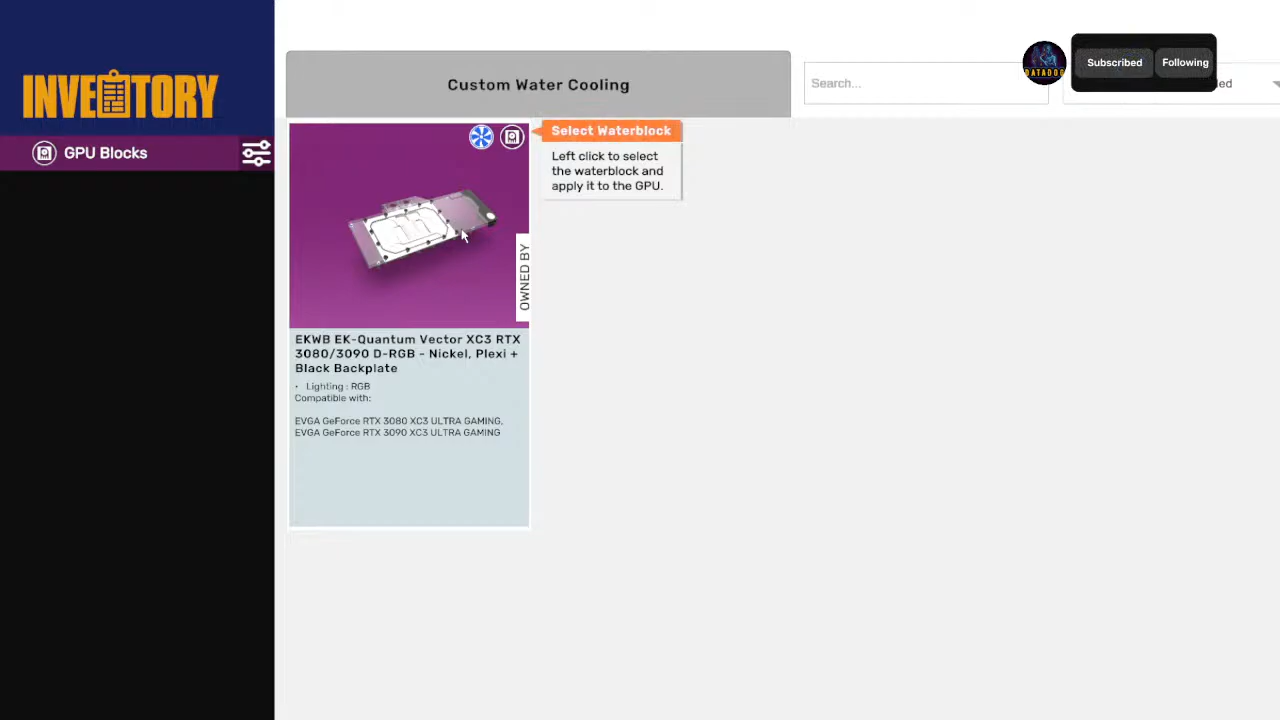 INVENTORY
GPU Blocks
Custom Water Cooling
Search...
DATADOG
Subscribed
Following
ed
Select Waterblock
Left click to select
the waterblock and
apply it to the GPU.
OWNED BY
EKWB EK-Quantum Vector XC3 RTX
3080/3090 D-RGB - Nickel, Plexi +
Black Backplate
• Lighting : RGB
Compatible with:
EVGA GeForce RTX 3080 XC3 ULTRA GAMING,
EVGA GeForce RTX 3090 XC3 ULTRA GAMING